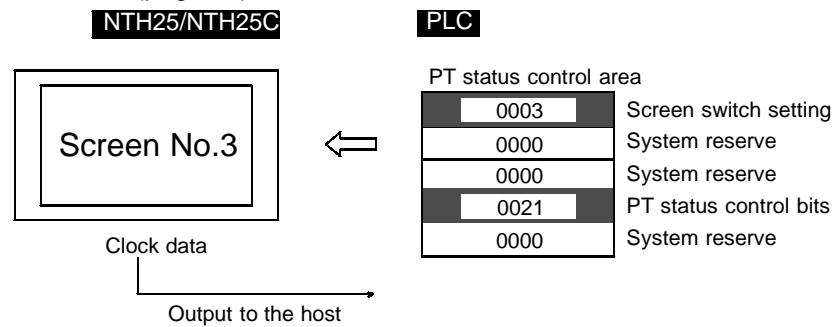 NTH25/NTH25C
PLC
PT status control area
0003 Screen switch setting
0000 System reserve
0000 System reserve
0021 PT status control bits
0000 System reserve
Screen No.3
Clock data
Output to the host